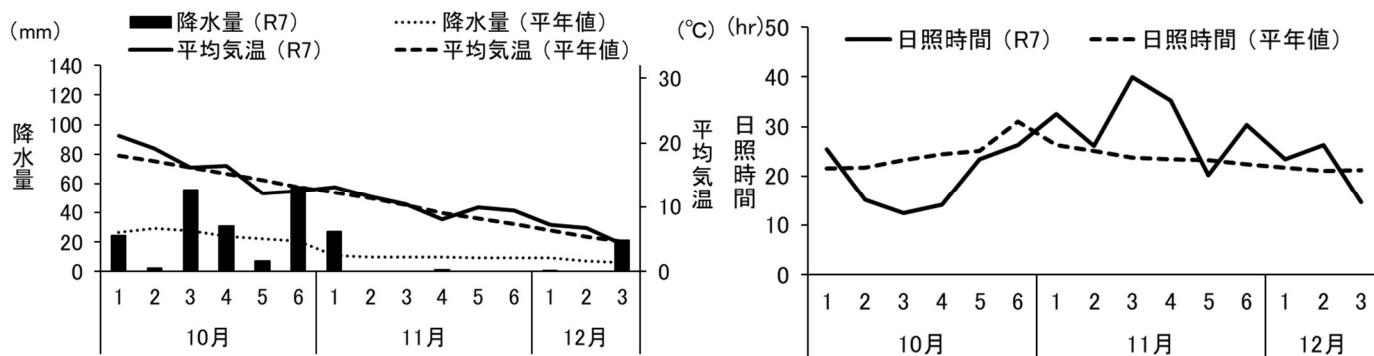 (mm)
降水量（R7）
降水量（平年値）
平均気温（R7）
平均気温（平年値）
(℃)
140
120
100
80
60
40
20
0
降水量
30
20
10
0
平均気温
1 2 3 4 5 6 1 2 3 4 5 6 1 2 3
10月 11月 12月
(hr)
日照時間（R7）
日照時間（平年値）
50
40
30
20
10
0
日照時間
1 2 3 4 5 6 1 2 3 4 5 6 1 2 3
10月 11月 12月